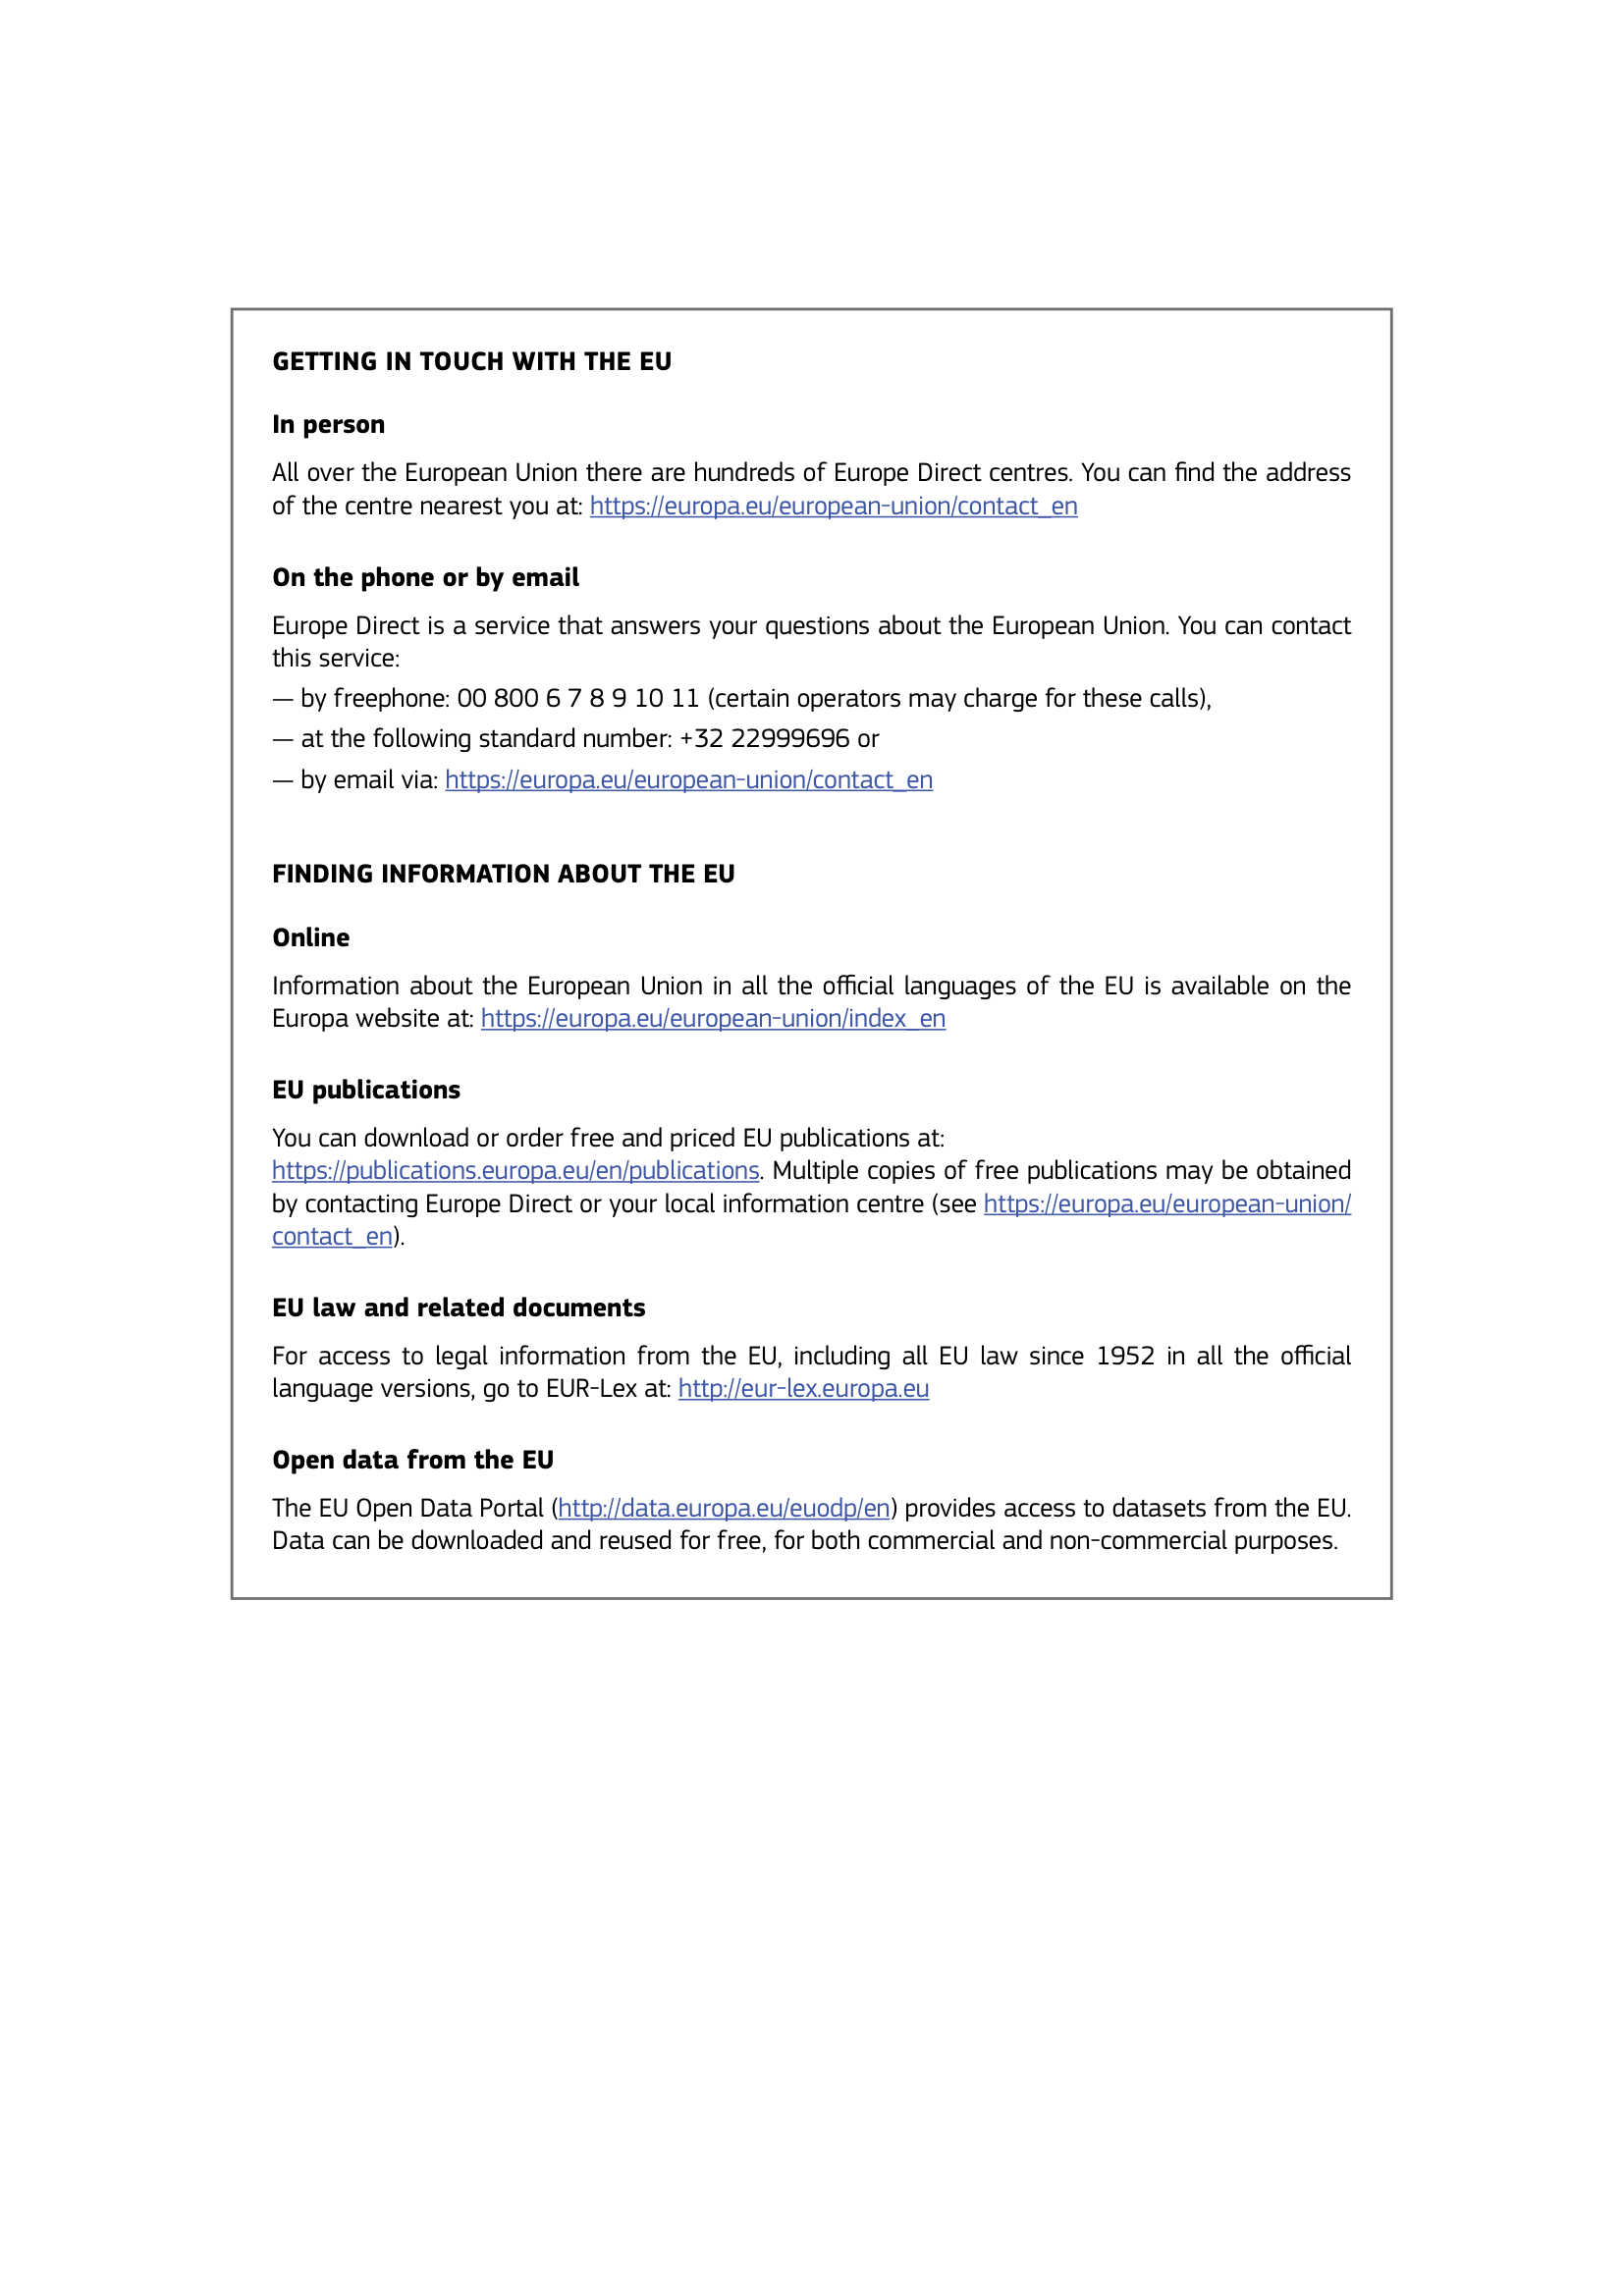 GETTING IN TOUCH WITH THE EU
In person
All over the European Union there are hundreds of Europe Direct centres. You can find the address
of the centre nearest you at: https://europa.eu/european-union/contact_en
On the phone or by email
Europe Direct is a service that answers your questions about the European Union. You can contact
this service:
— by freephone: 00 800 6 7 8 9 10 11 (certain operators may charge for these calls),
— at the following standard number: +32 22999696 or
— by email via: https://europa.eu/european-union/contact_en
FINDING INFORMATION ABOUT THE EU
Online
Information about the European Union in all the official languages of the EU is available on the
Europa website at: https://europa.eu/european-union/index_en
EU publications
You can download or order free and priced EU publications at:
https://publications.europa.eu/en/publications. Multiple copies of free publications may be obtained
by contacting Europe Direct or your local information centre (see https://europa.eu/european-union/
contact_en).
EU law and related documents
For access to legal information from the EU, including all EU law since 1952 in all the official
language versions, go to EUR-Lex at: http://eur-lex.europa.eu
Open data from the EU
The EU Open Data Portal (http://data.europa.eu/euodp/en) provides access to datasets from the EU.
Data can be downloaded and reused for free, for both commercial and non-commercial purposes.